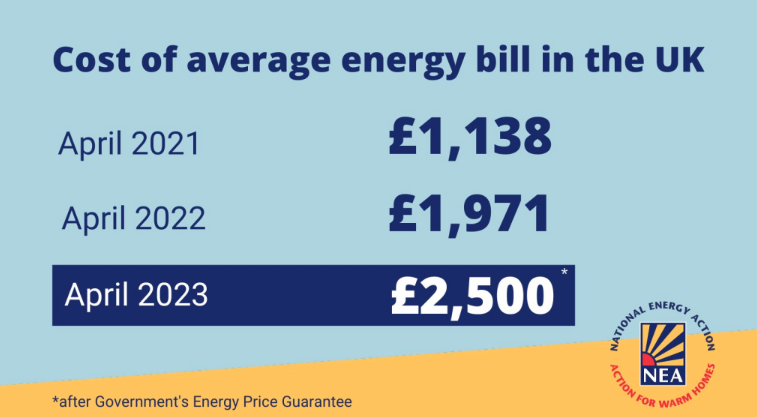 Cost of average energy bill in the UK
April 2021 £1,138
April 2022 £1,971
April 2023 £2,500*
NATIONAL ENERGY ACTION
NEA
ACTION FOR WARM HOMES
*after Government's Energy Price Guarantee